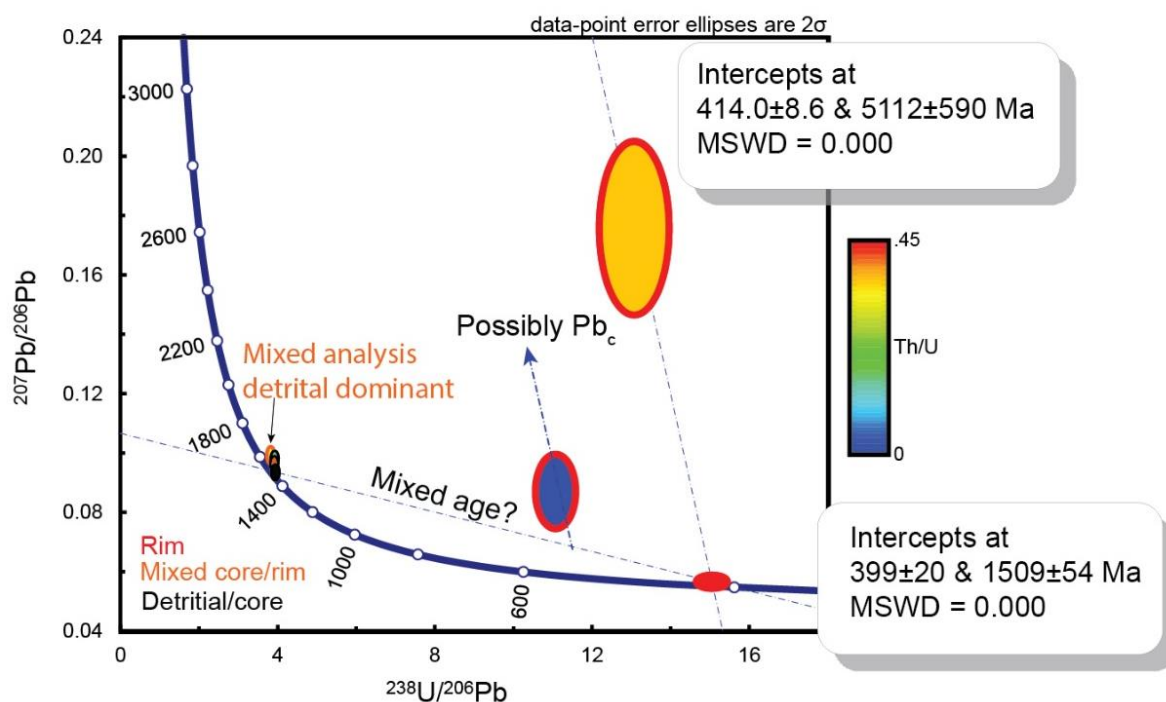 data-point error ellipses are 2σ
0.24
0.20
0.16
0.12
0.08
0.04
207Pb/206Pb
0
4
8
12
16
238U/206Pb
3000
2600
2200
1800
1400
1000
600
Intercepts at
414.0±8.6 & 5112±590 Ma
MSWD = 0.000
.45
Th/U
0
Possibly Pbc
Mixed analysis
detrital dominant
Mixed age?
Rim
Mixed core/rim
Detritial/core
Intercepts at
399±20 & 1509±54 Ma
MSWD = 0.000